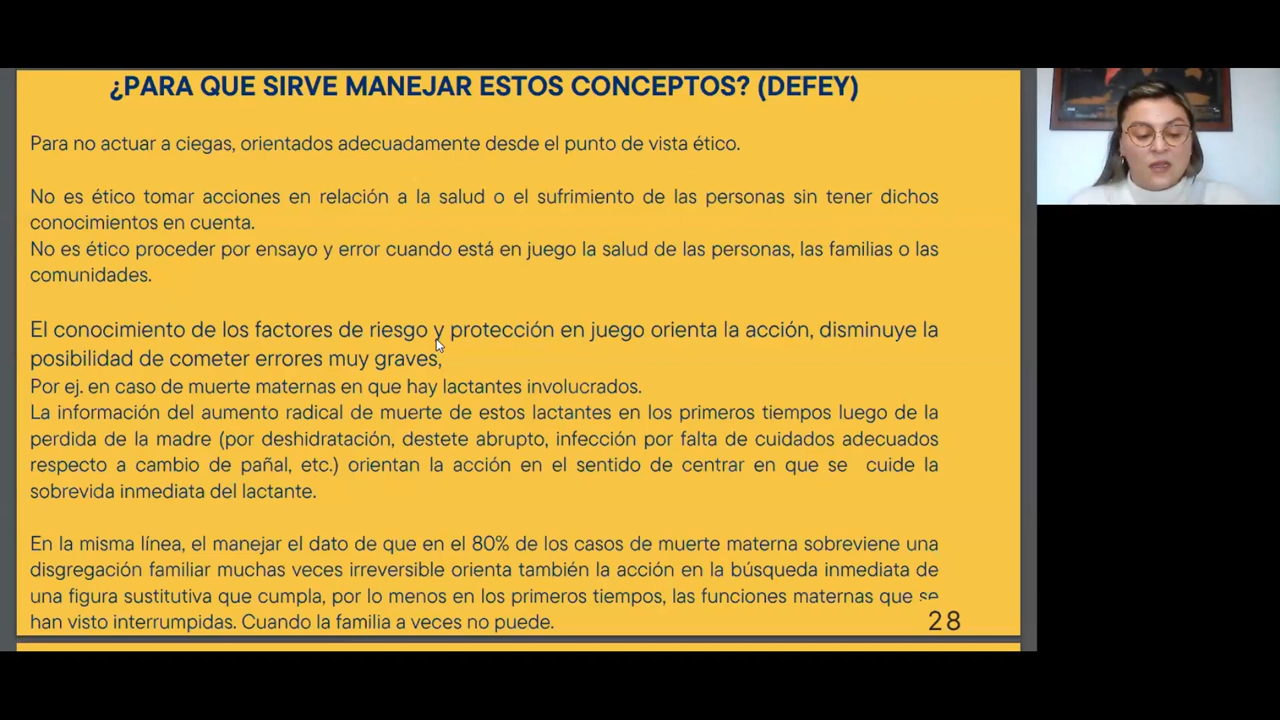 ¿PARA QUE SIRVE MANEJAR ESTOS CONCEPTOS? (DEFEY)
Para no actuar a ciegas, orientados adecuadamente desde el punto de vista ético.
No es ético tomar acciones en relación a la salud o el sufrimiento de las personas sin tener dichos
conocimientos en cuenta.
No es ético proceder por ensayo y error cuando está en juego la salud de las personas, las familias o las
comunidades.
El conocimiento de los factores de riesgo y protección en juego orienta la acción, disminuye la
posibilidad de cometer errores muy graves,
Por ej. en caso de muerte maternas en que hay lactantes involucrados.
La información del aumento radical de muerte de estos lactantes en los primeros tiempos luego de la
perdida de la madre (por deshidratación, destete abrupto, infección por falta de cuidados adecuados
respecto a cambio de pañal, etc.) orientan la acción en el sentido de centrar en que se cuide la
sobrevida inmediata del lactante.
En la misma línea, el manejar el dato de que en el 80% de los casos de muerte materna sobreviene una
disgregación familiar muchas veces irreversible orienta también la acción en la búsqueda inmediata de
una figura sustitutiva que cumpla, por lo menos en los primeros tiempos, las funciones maternas que se
han visto interrumpidas. Cuando la familia a veces no puede.
28